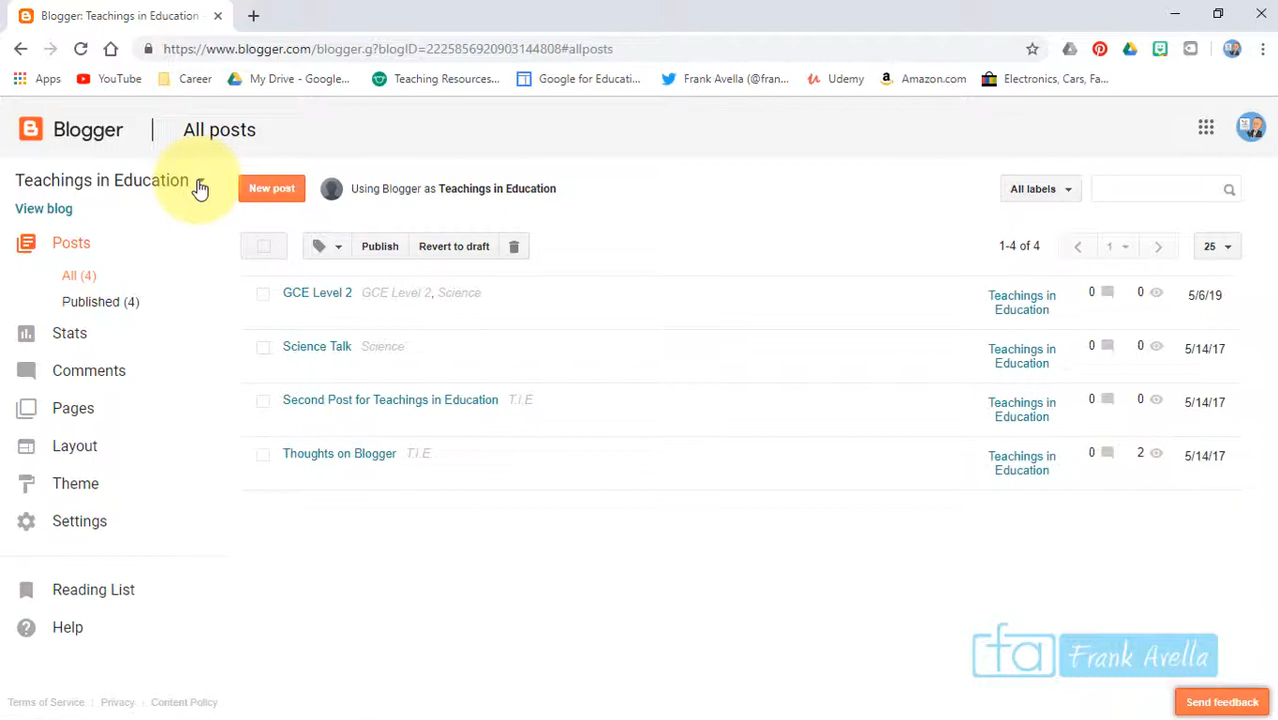 Blogger: Teachings in Education
https://www.blogger.com/blogger.g?blogID=2225856920903144808#allposts
Apps YouTube Career My Drive - Google... Teaching Resources... Google for Educati... Frank Avella (@fran... Udemy Amazon.com Electronics, Cars, Fa...
Blogger All posts
Teachings in Education
New post
Using Blogger as Teachings in Education
All labels
View blog
Posts
All (4)
Published (4)
Stats
Comments
Pages
Layout
Theme
Settings
Reading List
Help
Publish Revert to draft
1-4 of 4 1 25
GCE Level 2 GCE Level 2, Science Teachings in Education 0 0 5/6/19
Science Talk Science Teachings in Education 0 0 5/14/17
Second Post for Teachings in Education T.I.E Teachings in Education 0 0 5/14/17
Thoughts on Blogger T.I.E. Teachings in Education 0 2 5/14/17
fa Frank Avella
Terms of Service Privacy Content Policy
Send feedback